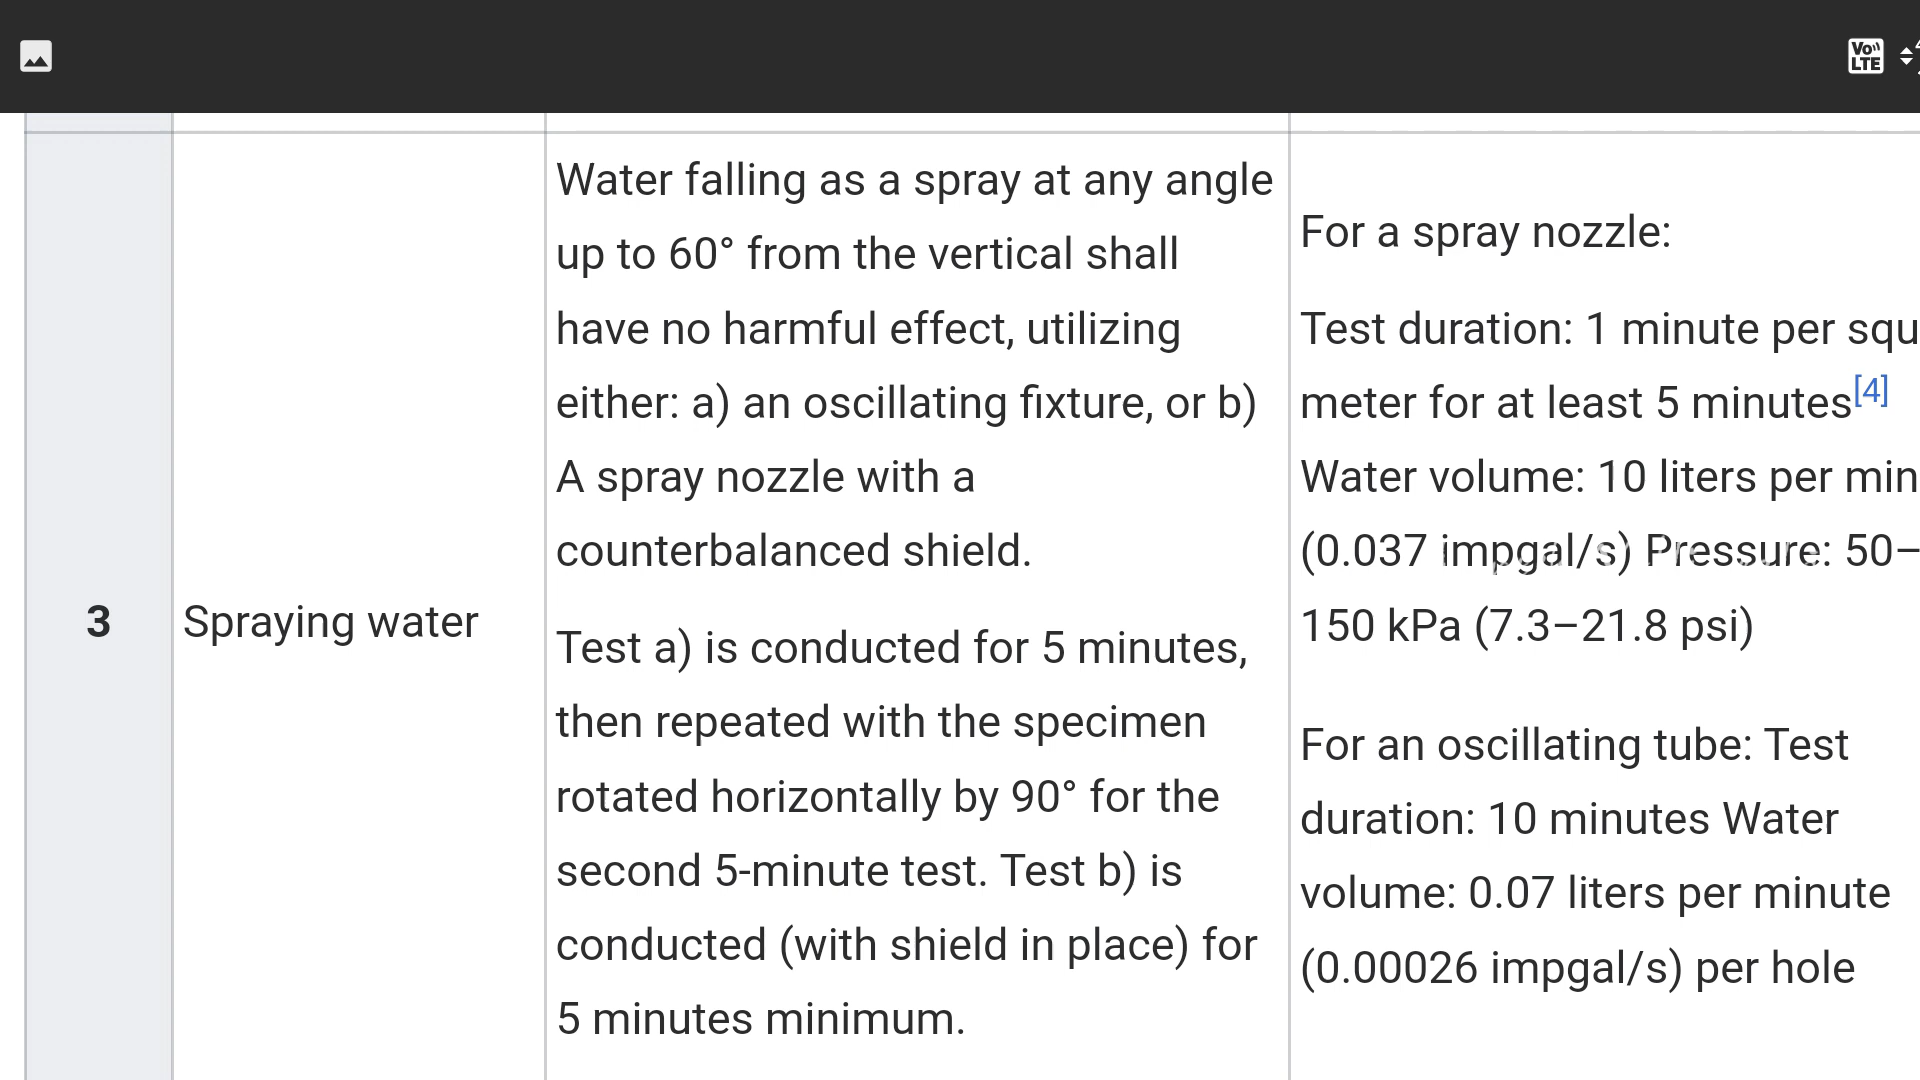 Vo LTE
3
Spraying water
Water falling as a spray at any angle
up to 60° from the vertical shall
have no harmful effect, utilizing
either: a) an oscillating fixture, or b)
A spray nozzle with a
counterbalanced shield.
Test a) is conducted for 5 minutes,
then repeated with the specimen
rotated horizontally by 90° for the
second 5-minute test. Test b) is
conducted (with shield in place) for
5 minutes minimum.
For a spray nozzle:
Test duration: 1 minute per squ
meter for at least 5 minutes[4]
Water volume: 10 liters per min
(0.037 impgal/s) Pressure: 50–
150 kPa (7.3–21.8 psi)
For an oscillating tube: Test
duration: 10 minutes Water
volume: 0.07 liters per minute
(0.00026 impgal/s) per hole